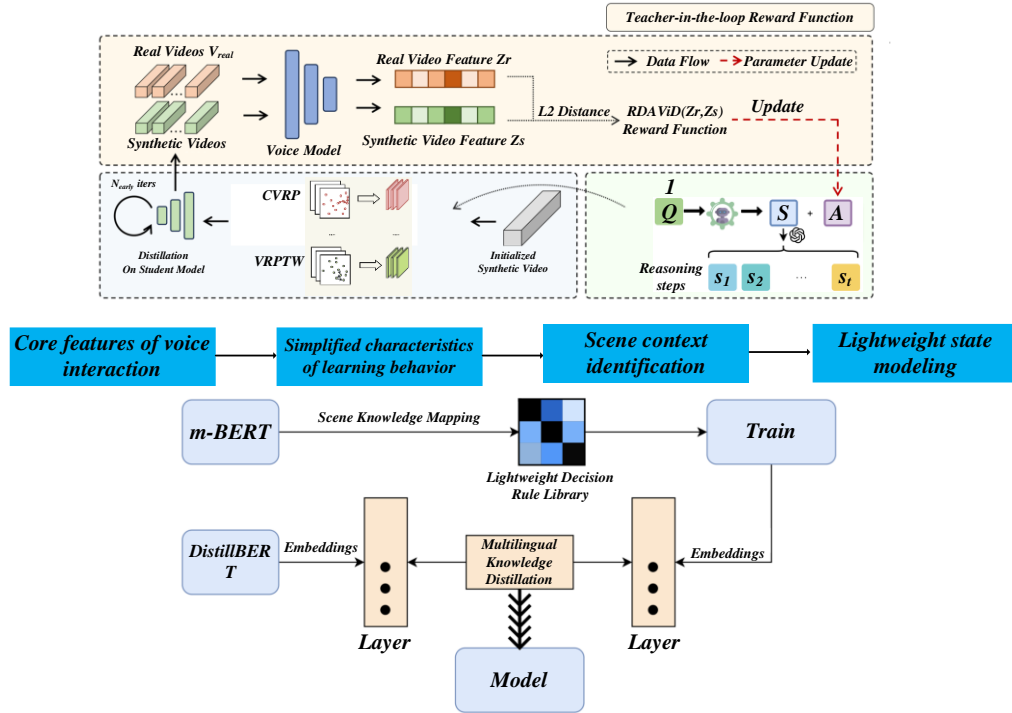 Teacher-in-the-loop Reward Function
Real Videos V_real
Real Video Feature Zr
Data Flow
Parameter Update
L2 Distance
RDAViD(Zr,Zs)
Reward Function
Update
Synthetic Videos
Voice Model
Synthetic Video Feature Zs
N_early iters
CVRP
...
VRPTW
Distillation
On Student Model
Initialized
Synthetic Video
1
Q
S
+
A
Reasoning
steps
s1
s2
...
st
Core features of voice
interaction
Simplified characteristics
of learning behavior
Scene context
identification
Lightweight state
modeling
m-BERT
Scene Knowledge Mapping
Train
Lightweight Decision
Rule Library
DistillBER
T
Embeddings
Multilingual
Knowledge
Distillation
Embeddings
Layer
Layer
Model